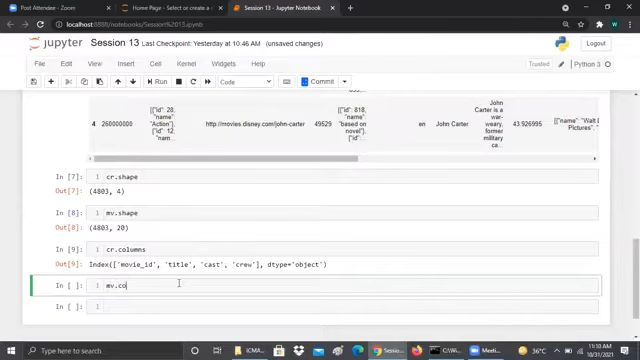 Post Attendee - Zoom
Home Page - Select or create a
Session 13 - Jupyter Notebook
localhost:8888/notebooks/Session%2013.ipynb
jupyter Session 13 Last Checkpoint: Yesterday at 10:46 AM (unsaved changes)
Logout
File Edit View Insert Cell Kernel Widgets Help
Trusted
Python 3
Run
Code
Commit
4 260000000
[{"id": 28,
"name":
"Action"},
{"id": 12,
"nam...
http://movies.disney.com/john-carter
49529
[{"id": 818,
"name":
"based on
novel"},
{"id":...
en
John Carter
John
Carter is a
war-
weary,
former
military
ca...
43.926995
[{"name": "Walt
Pictures",
In [7] 1 cr.shape
Out[7] (4803, 4)
In [8] 1 mv.shape
Out[8] (4803, 20)
In [9] 1 cr.columns
Out[9] Index(['movie_id', 'title', 'cast', 'crew'], dtype='object')
In [ ] 1 mv.co
In [ ] 1
Type here to search
iCMA
Sessio
C:\Wi
Meeti
36°C
11:10 AM
10/31/2021